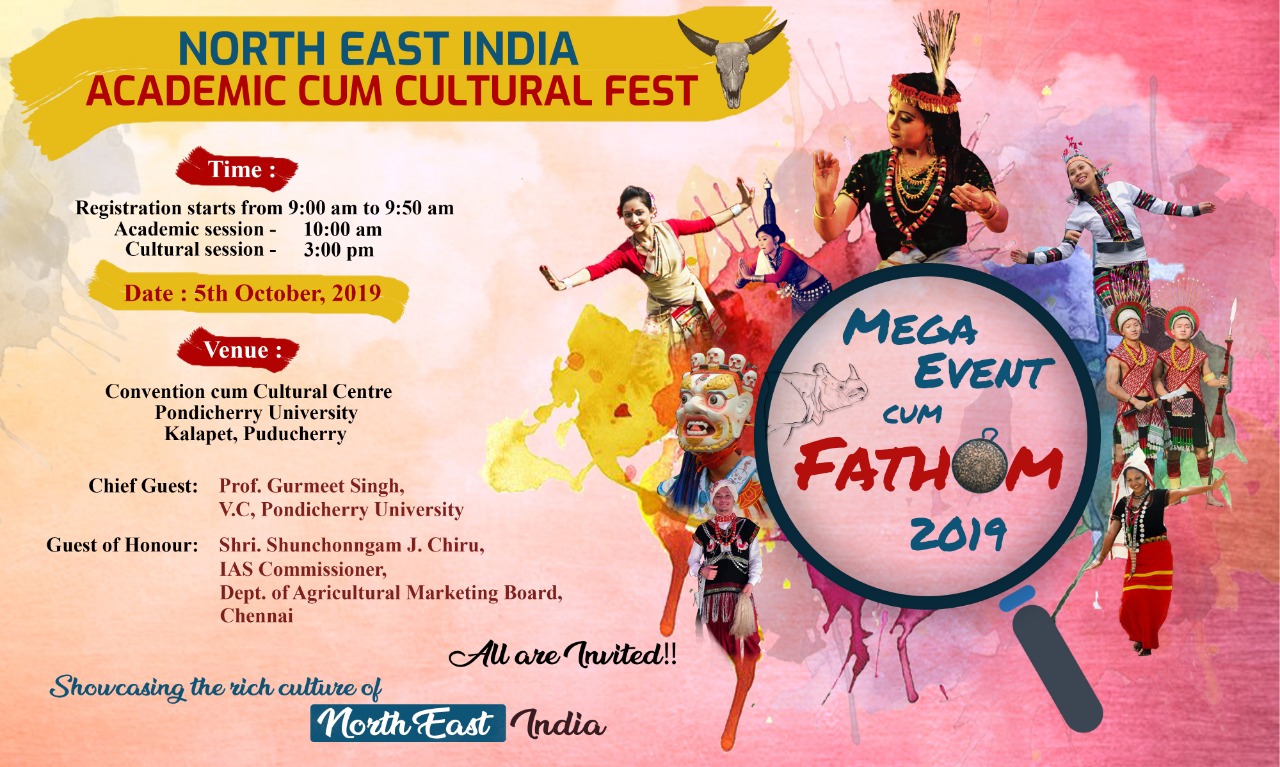 NORTH EAST INDIA
ACADEMIC CUM CULTURAL FEST
Time :
Registration starts from 9:00 am to 9:50 am
Academic session - 10:00 am
Cultural session - 3:00 pm
Date : 5th October, 2019
Venue :
Convention cum Cultural Centre
Pondicherry University
Kalapet, Puducherry
Chief Guest: Prof. Gurmeet Singh,
V.C, Pondicherry University
Guest of Honour: Shri. Shunchonngam J. Chiru,
IAS Commissioner,
Dept. of Agricultural Marketing Board,
Chennai
All are Invited!!
Showcasing the rich culture of
North East India
MEGA
EVENT
CUM
FATHOM
2019